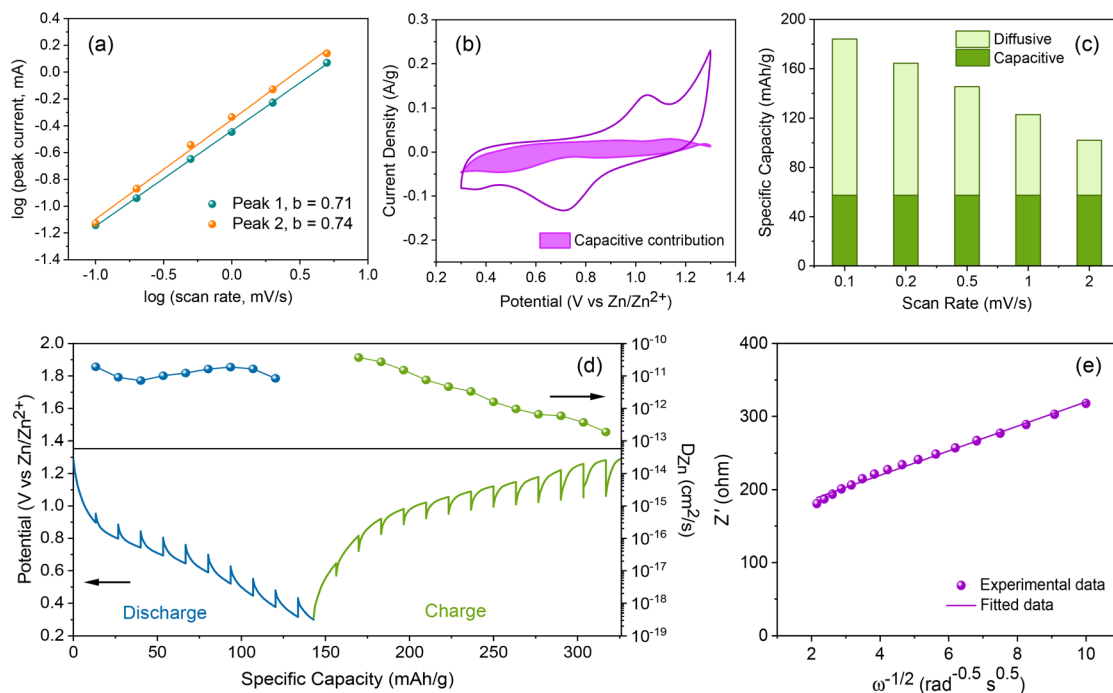 (a)
log (peak current, mA)
0.4
0.2
0.0
-0.2
-0.4
-0.6
-0.8
-1.0
-1.2
-1.4
Peak 1, b = 0.71
Peak 2, b = 0.74
-1.0 -0.5 0.0 0.5 1.0
log (scan rate, mV/s)
(b)
Current Density (A/g)
0.3
0.2
0.1
0.0
-0.1
-0.2
Capacitive contribution
0.2 0.4 0.6 0.8 1.0 1.2 1.4
Potential (V vs Zn/Zn2+)
(c)
Specific Capacity (mAh/g)
200
160
120
80
40
0
Diffusive
Capacitive
0.1 0.2 0.5 1 2
Scan Rate (mV/s)
(d)
Potential (V vs Zn/Zn2+)
2.0
1.8
1.6
1.4
1.2
1.0
0.8
0.6
0.4
0.2
Discharge
Charge
10-10
10-11
10-12
10-13
10-14
10-15
10-16
10-17
10-18
10-19
DZn (cm2/s)
0 50 100 150 200 250 300
Specific Capacity (mAh/g)
(e)
Z′ (ohm)
400
300
200
100
0
Experimental data
Fitted data
2 4 6 8 10
ω-1/2 (rad-0.5 s0.5)